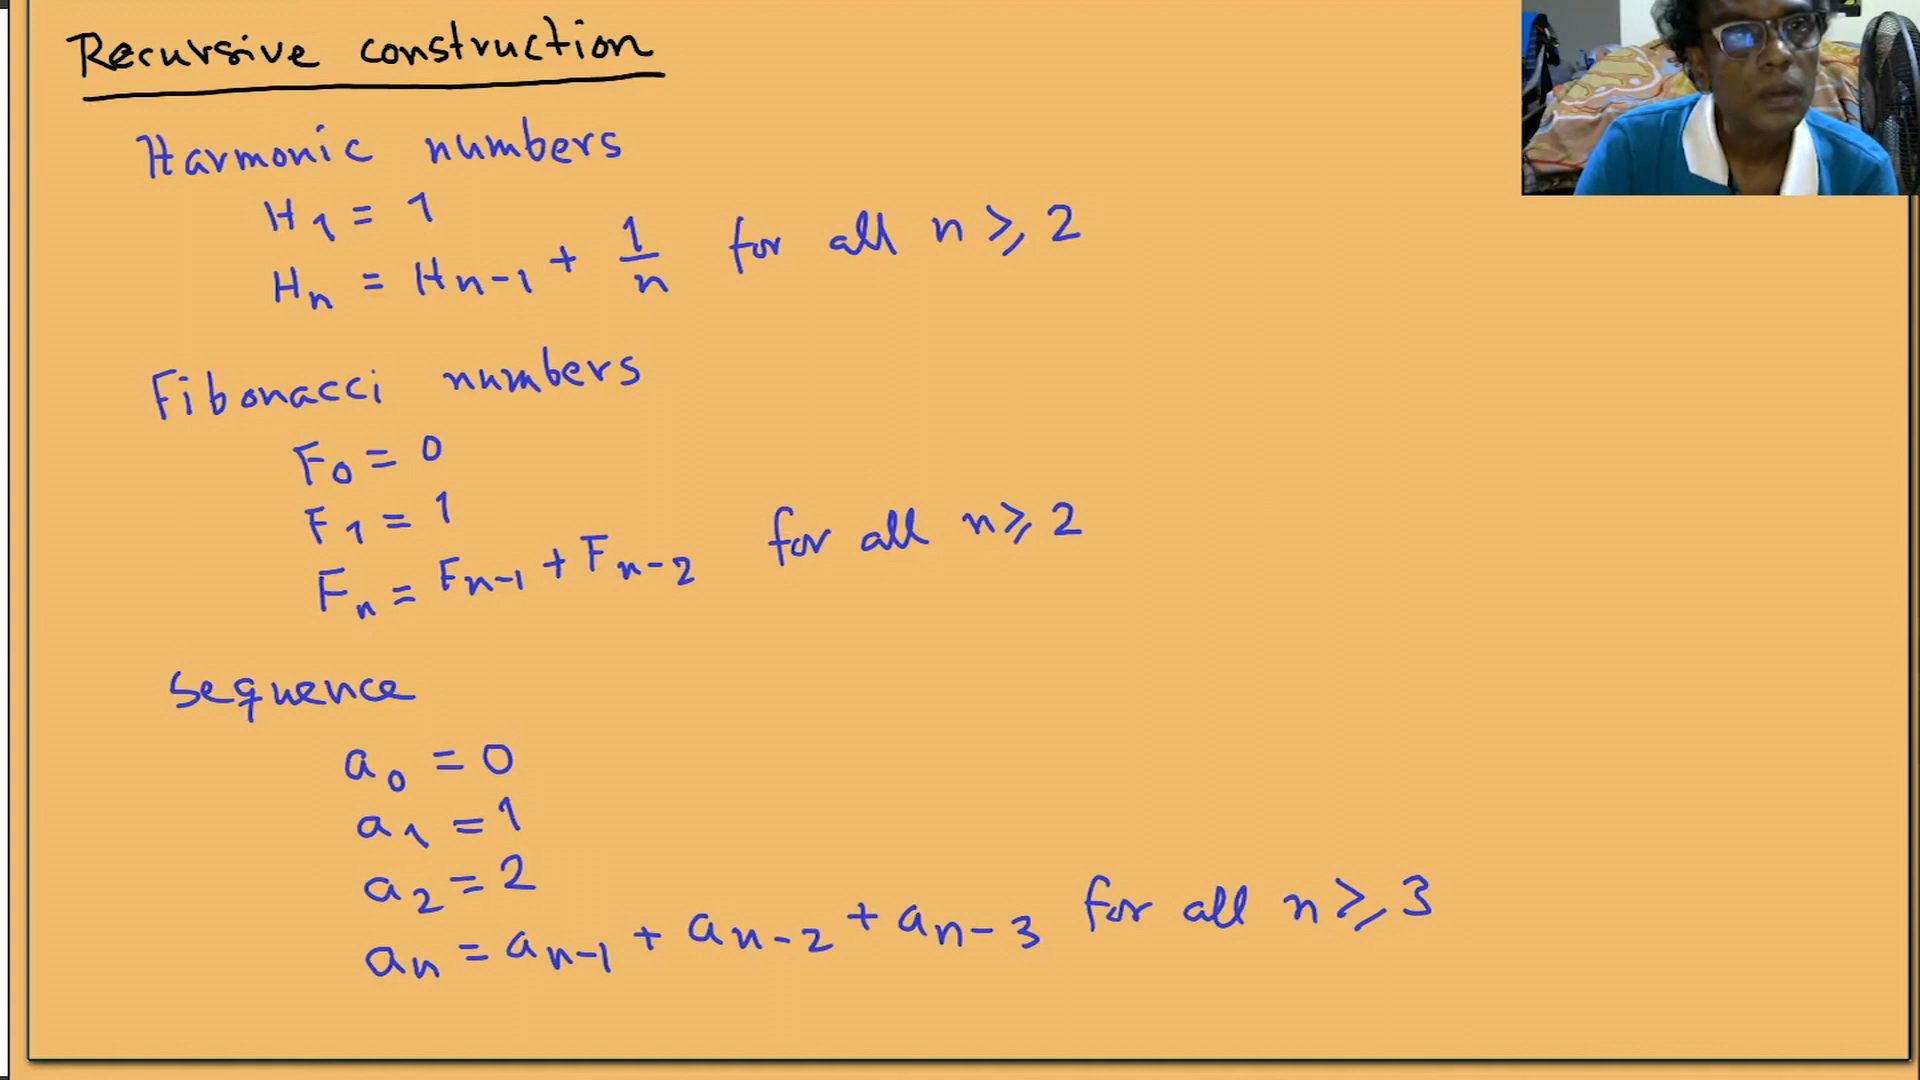 Recursive construction
Harmonic numbers
H₁ = 1
Hₙ = Hₙ₋₁ + 1/n for all n ≥ 2
Fibonacci numbers
F₀ = 0
F₁ = 1
Fₙ = Fₙ₋₁ + Fₙ₋₂ for all n ≥ 2
Sequence
a₀ = 0
a₁ = 1
a₂ = 2
aₙ = aₙ₋₁ + aₙ₋₂ + aₙ₋₃ for all n ≥ 3